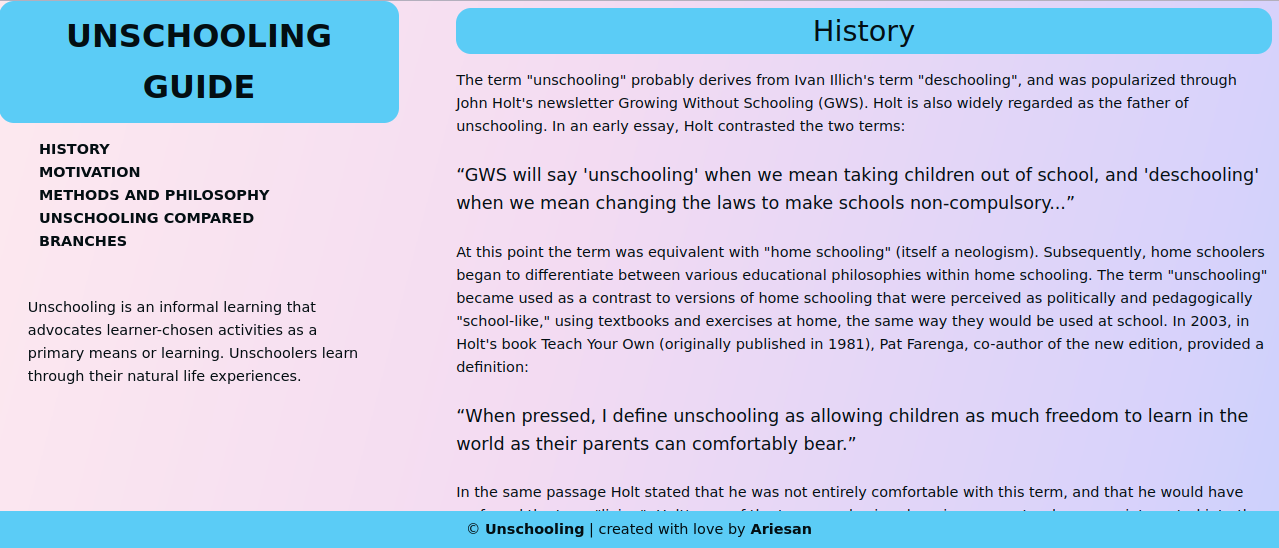 UNSCHOOLING
GUIDE
HISTORY
MOTIVATION
METHODS AND PHILOSOPHY
UNSCHOOLING COMPARED
BRANCHES
Unschooling is an informal learning that
advocates learner-chosen activities as a
primary means or learning. Unschoolers learn
through their natural life experiences.
History
The term "unschooling" probably derives from Ivan Illich's term "deschooling", and was popularized through
John Holt's newsletter Growing Without Schooling (GWS). Holt is also widely regarded as the father of
unschooling. In an early essay, Holt contrasted the two terms:
“GWS will say 'unschooling' when we mean taking children out of school, and 'deschooling'
when we mean changing the laws to make schools non-compulsory...”
At this point the term was equivalent with "home schooling" (itself a neologism). Subsequently, home schoolers
began to differentiate between various educational philosophies within home schooling. The term "unschooling"
became used as a contrast to versions of home schooling that were perceived as politically and pedagogically
"school-like," using textbooks and exercises at home, the same way they would be used at school. In 2003, in
Holt's book Teach Your Own (originally published in 1981), Pat Farenga, co-author of the new edition, provided a
definition:
“When pressed, I define unschooling as allowing children as much freedom to learn in the
world as their parents can comfortably bear.”
In the same passage Holt stated that he was not entirely comfortable with this term, and that he would have
© Unschooling | created with love by Ariesan